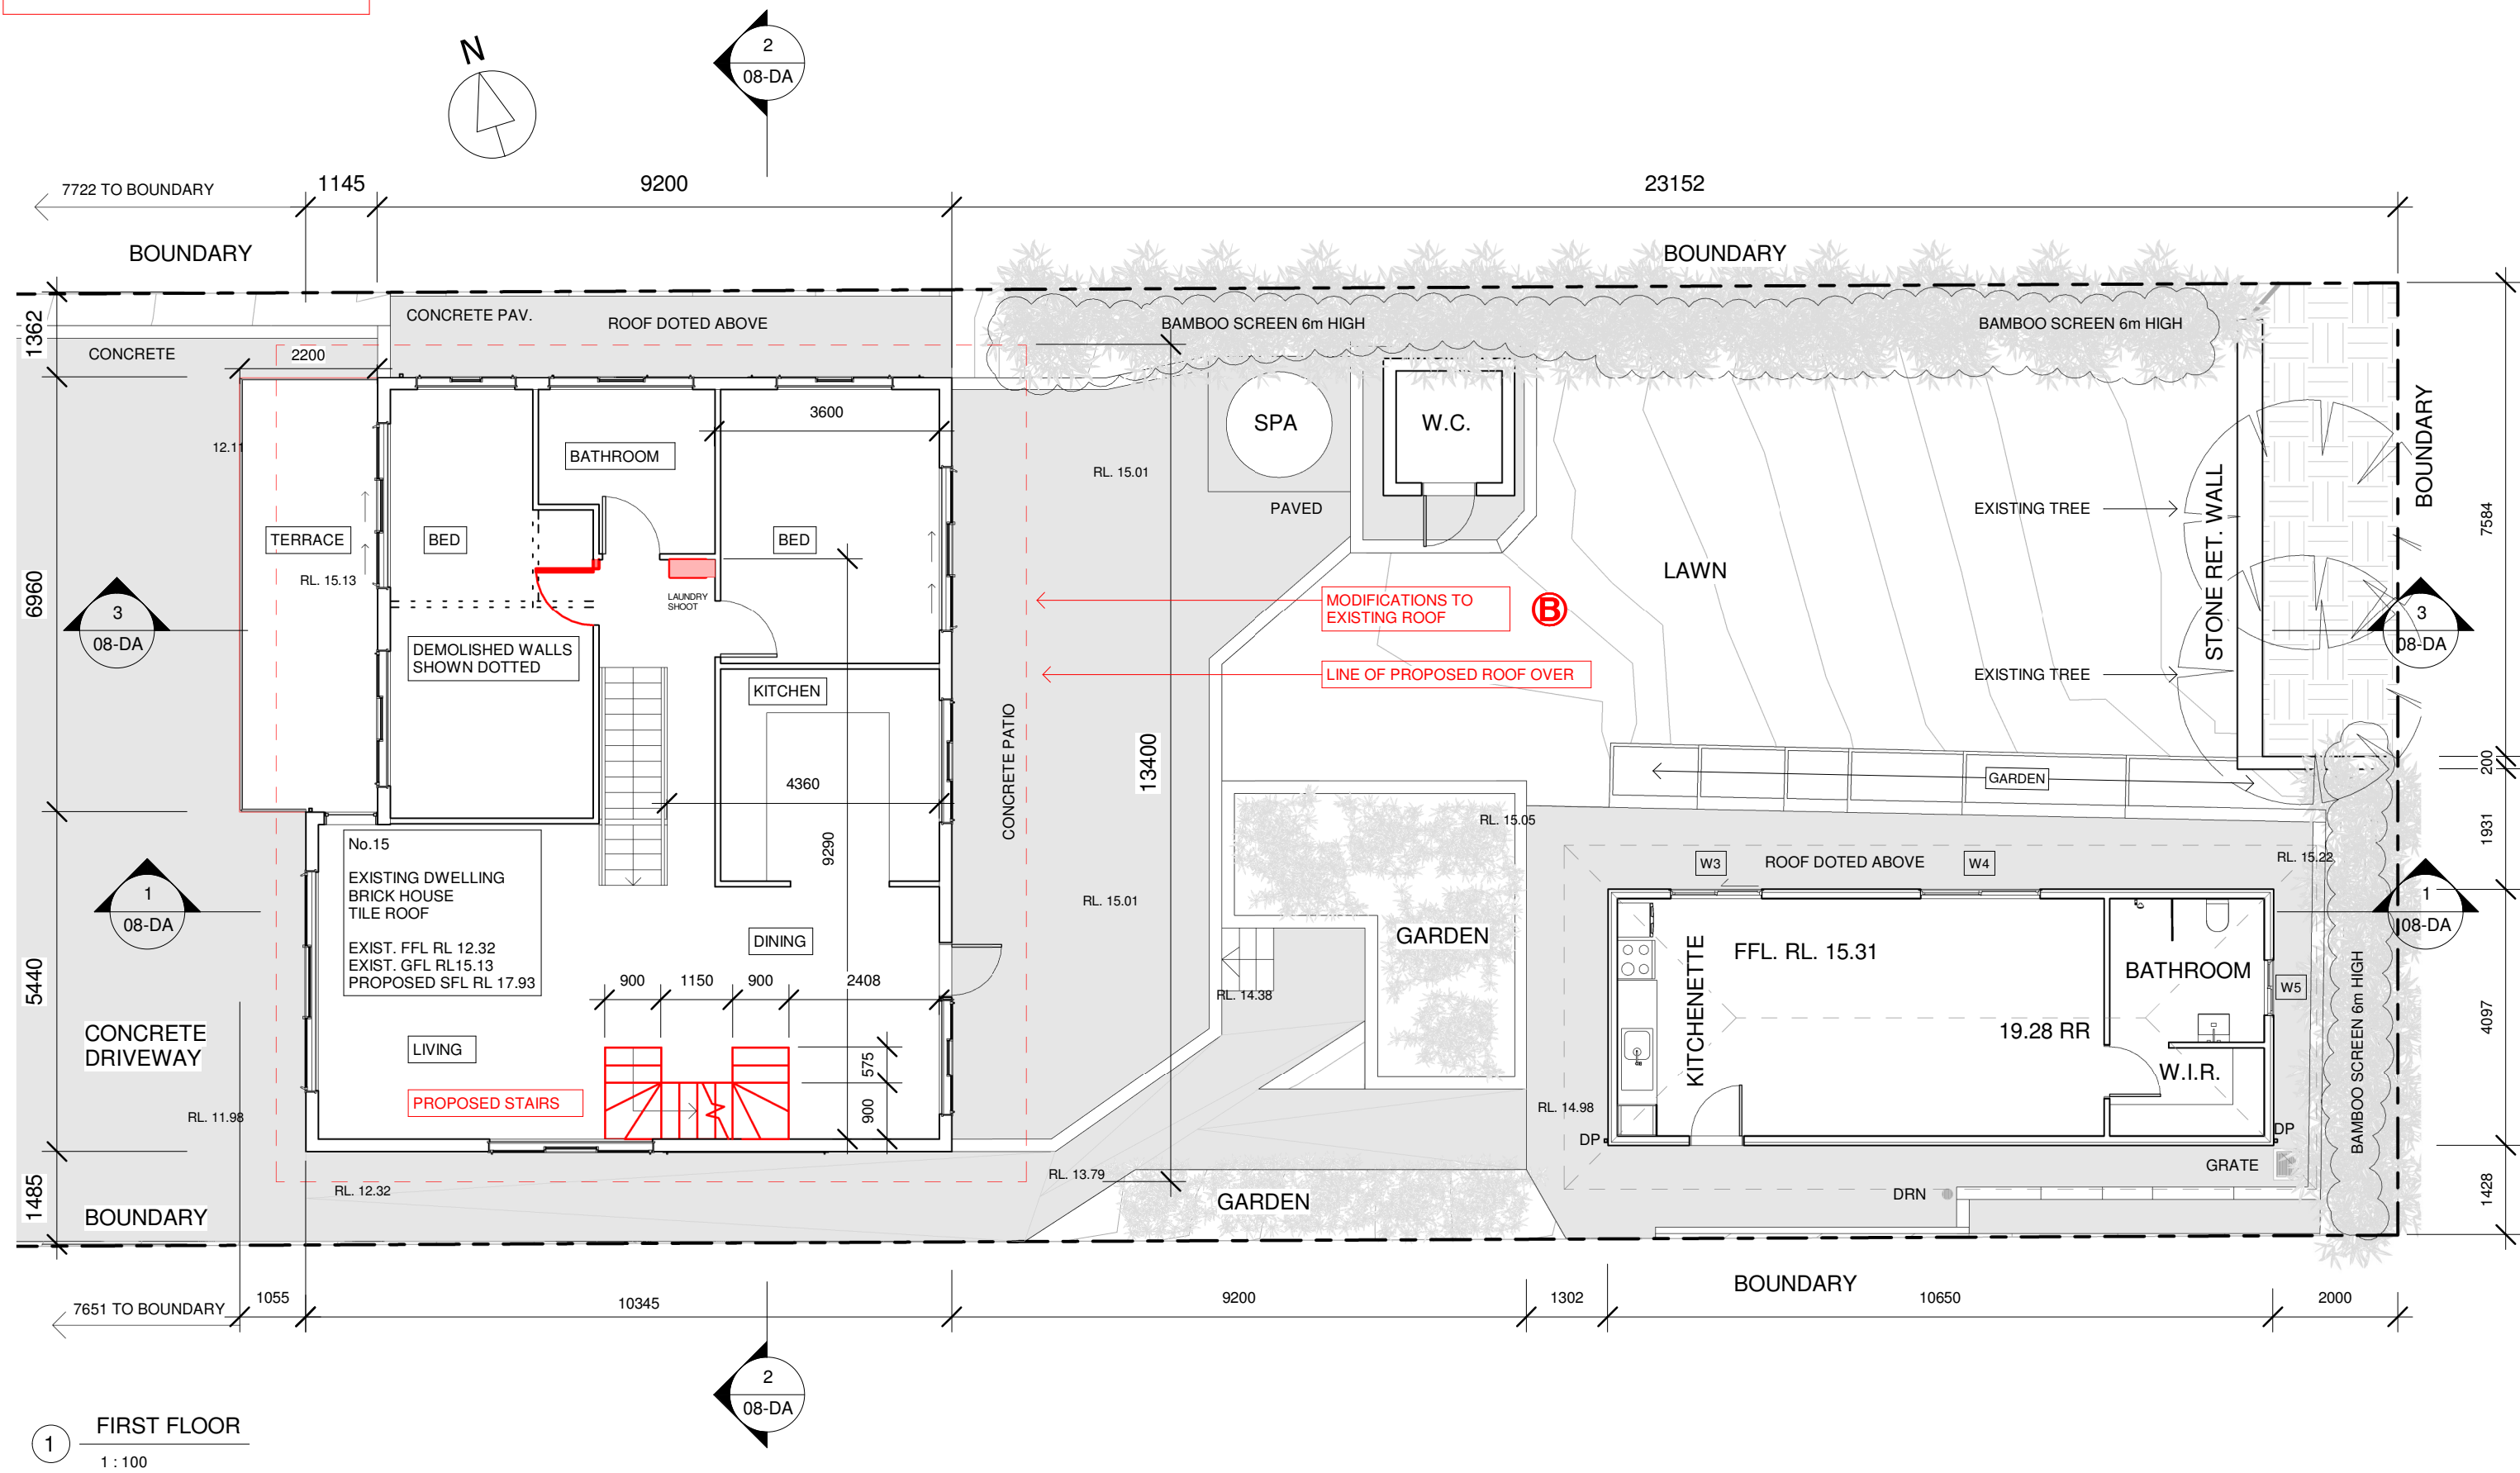 N
2
08-DA
7722 TO BOUNDARY
1145
9200
23152
BOUNDARY
BOUNDARY
1362
CONCRETE
2200
CONCRETE PAV.
ROOF DOTED ABOVE
BAMBOO SCREEN 6m HIGH
BAMBOO SCREEN 6m HIGH
BOUNDARY
12.11
3600
BATHROOM
SPA
W.C.
RL. 15.01
PAVED
TERRACE
BED
BED
RL. 15.13
EXISTING TREE
STONE RET. WALL
7584
6960
3
08-DA
LAUNDRY
SHOOT
MODIFICATIONS TO
EXISTING ROOF
B
LAWN
3
08-DA
DEMOLISHED WALLS
SHOWN DOTTED
LINE OF PROPOSED ROOF OVER
EXISTING TREE
KITCHEN
CONCRETE PATIO
13400
4360
GARDEN
200
No.15
EXISTING DWELLING
BRICK HOUSE
TILE ROOF
EXIST. FFL RL 12.32
EXIST. GFL RL15.13
PROPOSED SFL RL 17.93
9290
RL. 15.05
1931
W3
ROOF DOTED ABOVE
W4
RL. 15.22
1
08-DA
RL. 15.01
1
08-DA
DINING
GARDEN
KITCHENETTE
FFL. RL. 15.31
BATHROOM
5440
900
1150
900
2408
RL. 14.38
W5
BAMBOO SCREEN 6m HIGH
4097
CONCRETE
DRIVEWAY
LIVING
19.28 RR
575
W.I.R.
PROPOSED STAIRS
900
RL. 11.98
RL. 14.98
DP
DP
RL. 13.79
GRATE
1485
RL. 12.32
GARDEN
DRN
1428
BOUNDARY
BOUNDARY
7651 TO BOUNDARY
1055
10345
9200
1302
10650
2000
2
08-DA
1
FIRST FLOOR
1 : 100